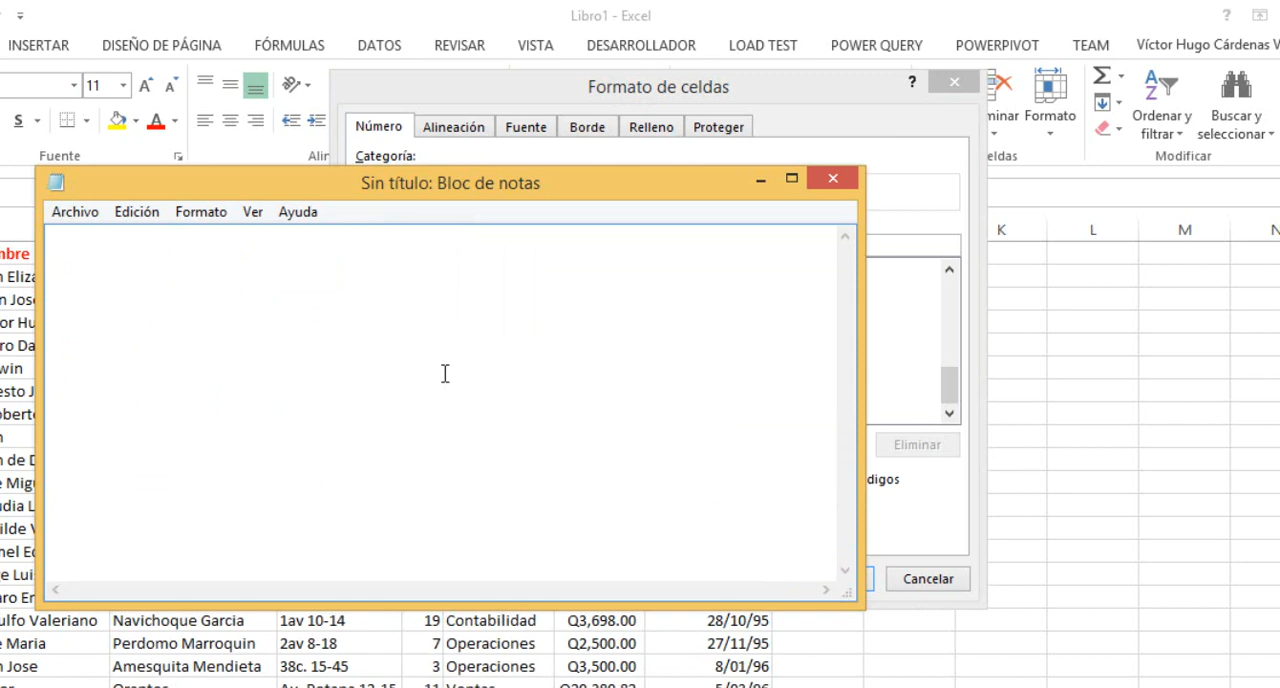 Libro1 - Excel
?
INSERTAR DISEÑO DE PÁGINA FÓRMULAS DATOS REVISAR VISTA DESARROLLADOR LOAD TEST POWER QUERY POWERPIVOT TEAM Víctor Hugo Cárdenas V
11
Formato de celdas
?
Formato
Ordenar y filtrar
Buscar y seleccionar
Fuente
Modificar
Número Alineación Fuente Borde Relleno Proteger
Categoría:
Sin título: Bloc de notas
Archivo Edición Formato Ver Ayuda
K L M N
Eliminar
Cancelar
ulfo Valeriano Navichoque Garcia 1av 10-14 19 Contabilidad Q3,698.00 28/10/95
e Maria Perdomo Marroquin 2av 8-18 7 Operaciones Q2,500.00 27/11/95
n Jose Amesquita Mendieta 38c. 15-45 3 Operaciones Q3,500.00 8/01/96